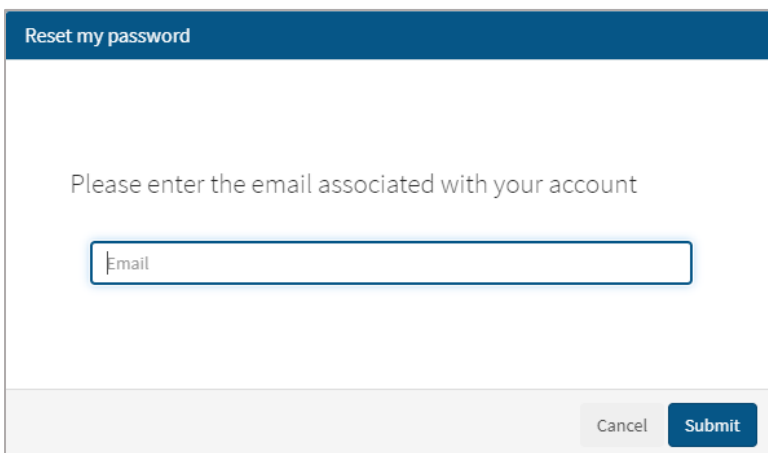 Reset my password
Please enter the email associated with your account
Email
Cancel Submit